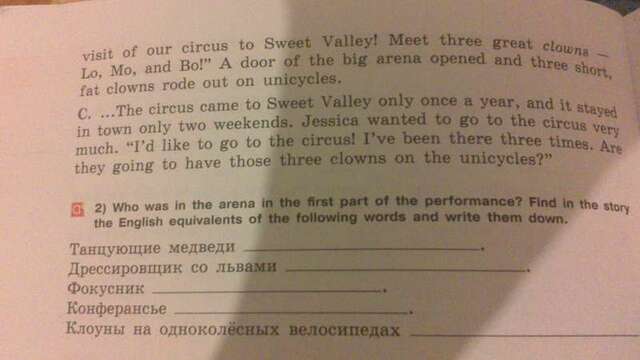 visit of our circus to Sweet Valley! Meet three great clowns —
Lo, Mo, and Bo!” A door of the big arena opened and three short,
fat clowns rode out on unicycles.
C. ...The circus came to Sweet Valley only once a year, and it stayed
in town only two weekends. Jessica wanted to go to the circus very
much. “I’d like to go to the circus! I’ve been there three times. Are
they going to have those three clowns on the unicycles?”
2) Who was in the arena in the first part of the performance? Find in the story
the English equivalents of the following words and write them down.
Танцующие медведи ____________________.
Дрессировщик со львами ____________________.
Фокусник ____________________.
Конферансье ____________________.
Клоуны на одноколёсных велосипедах ____________________